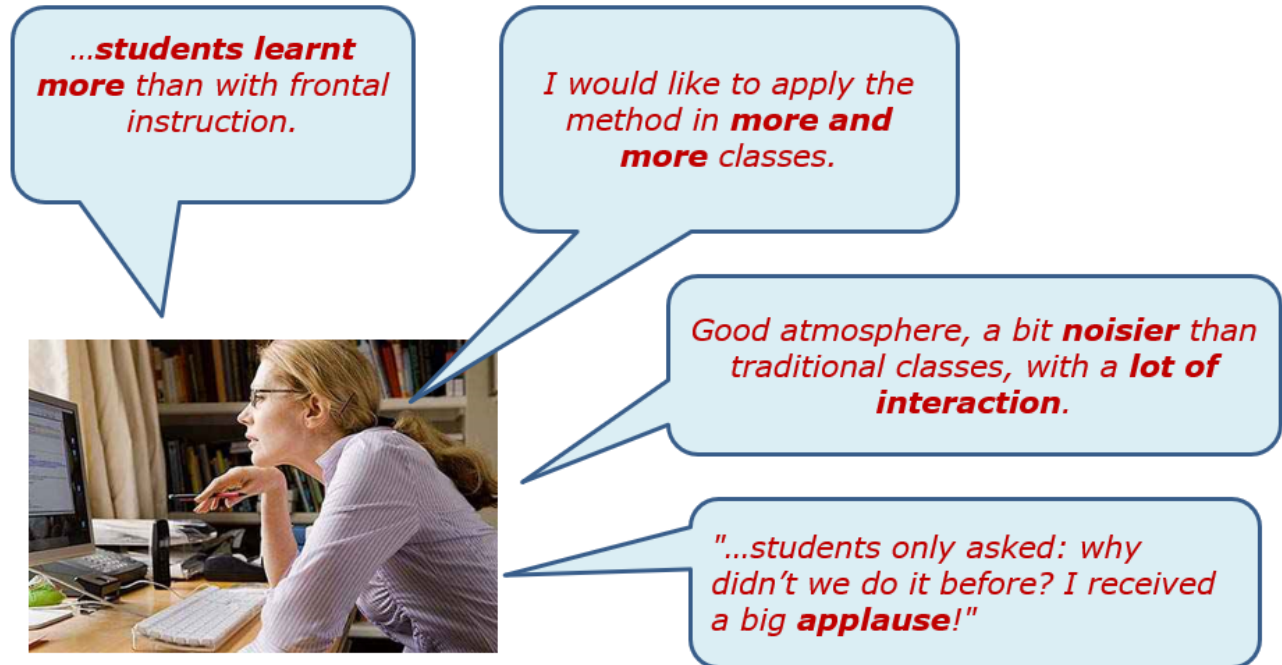 ...students learnt
more than with frontal
instruction.
I would like to apply the
method in more and
more classes.
Good atmosphere, a bit noisier than
traditional classes, with a lot of
interaction.
"...students only asked: why
didn’t we do it before? I received
a big applause!"